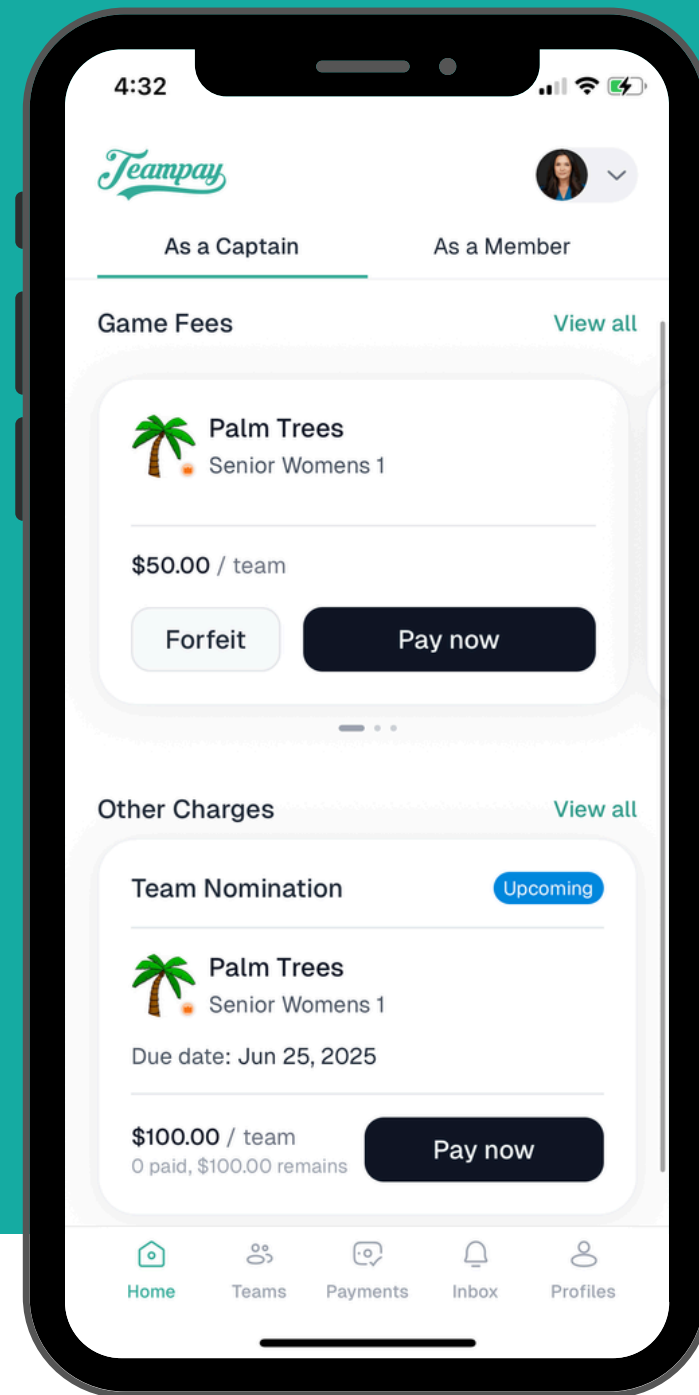 4:32
Teampay
As a Captain
As a Member
Game Fees
View all
Palm Trees
Senior Womens 1
$50.00 / team
Forfeit
Pay now
Other Charges
View all
Team Nomination
Upcoming
Palm Trees
Senior Womens 1
Due date: Jun 25, 2025
$100.00 / team
0 paid, $100.00 remains
Pay now
Home
Teams
Payments
Inbox
Profiles